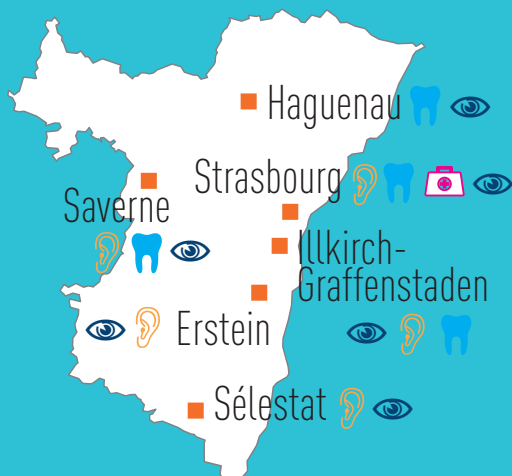 Haguenau
Strasbourg
Saverne
Illkirch-
Graffenstaden
Erstein
Sélestat